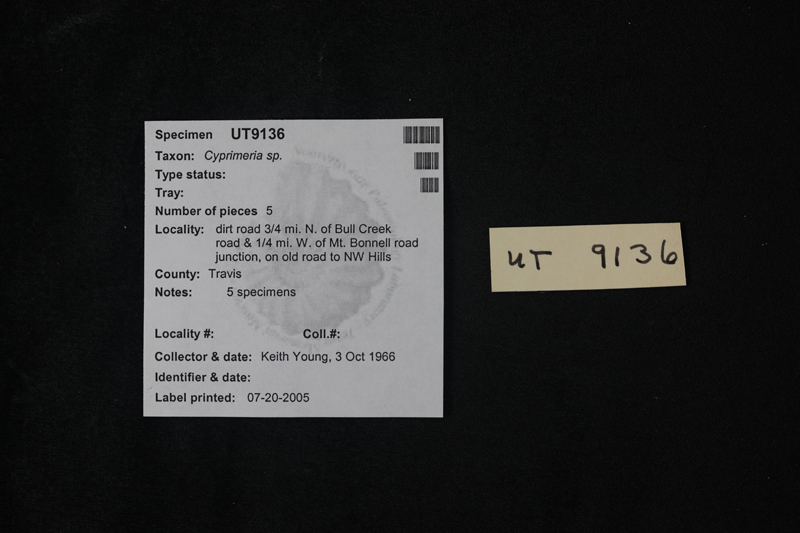 Specimen UT9136
Taxon: Cyprimeria sp.
Type status:
Tray:
Number of pieces 5
Locality: dirt road 3/4 mi. N. of Bull Creek
road & 1/4 mi. W. of Mt. Bonnell road
junction, on old road to NW Hills
County: Travis
Notes: 5 specimens
Locality #: Coll.#:
Collector & date: Keith Young, 3 Oct 1966
Identifier & date:
Label printed: 07-20-2005
UT 9136